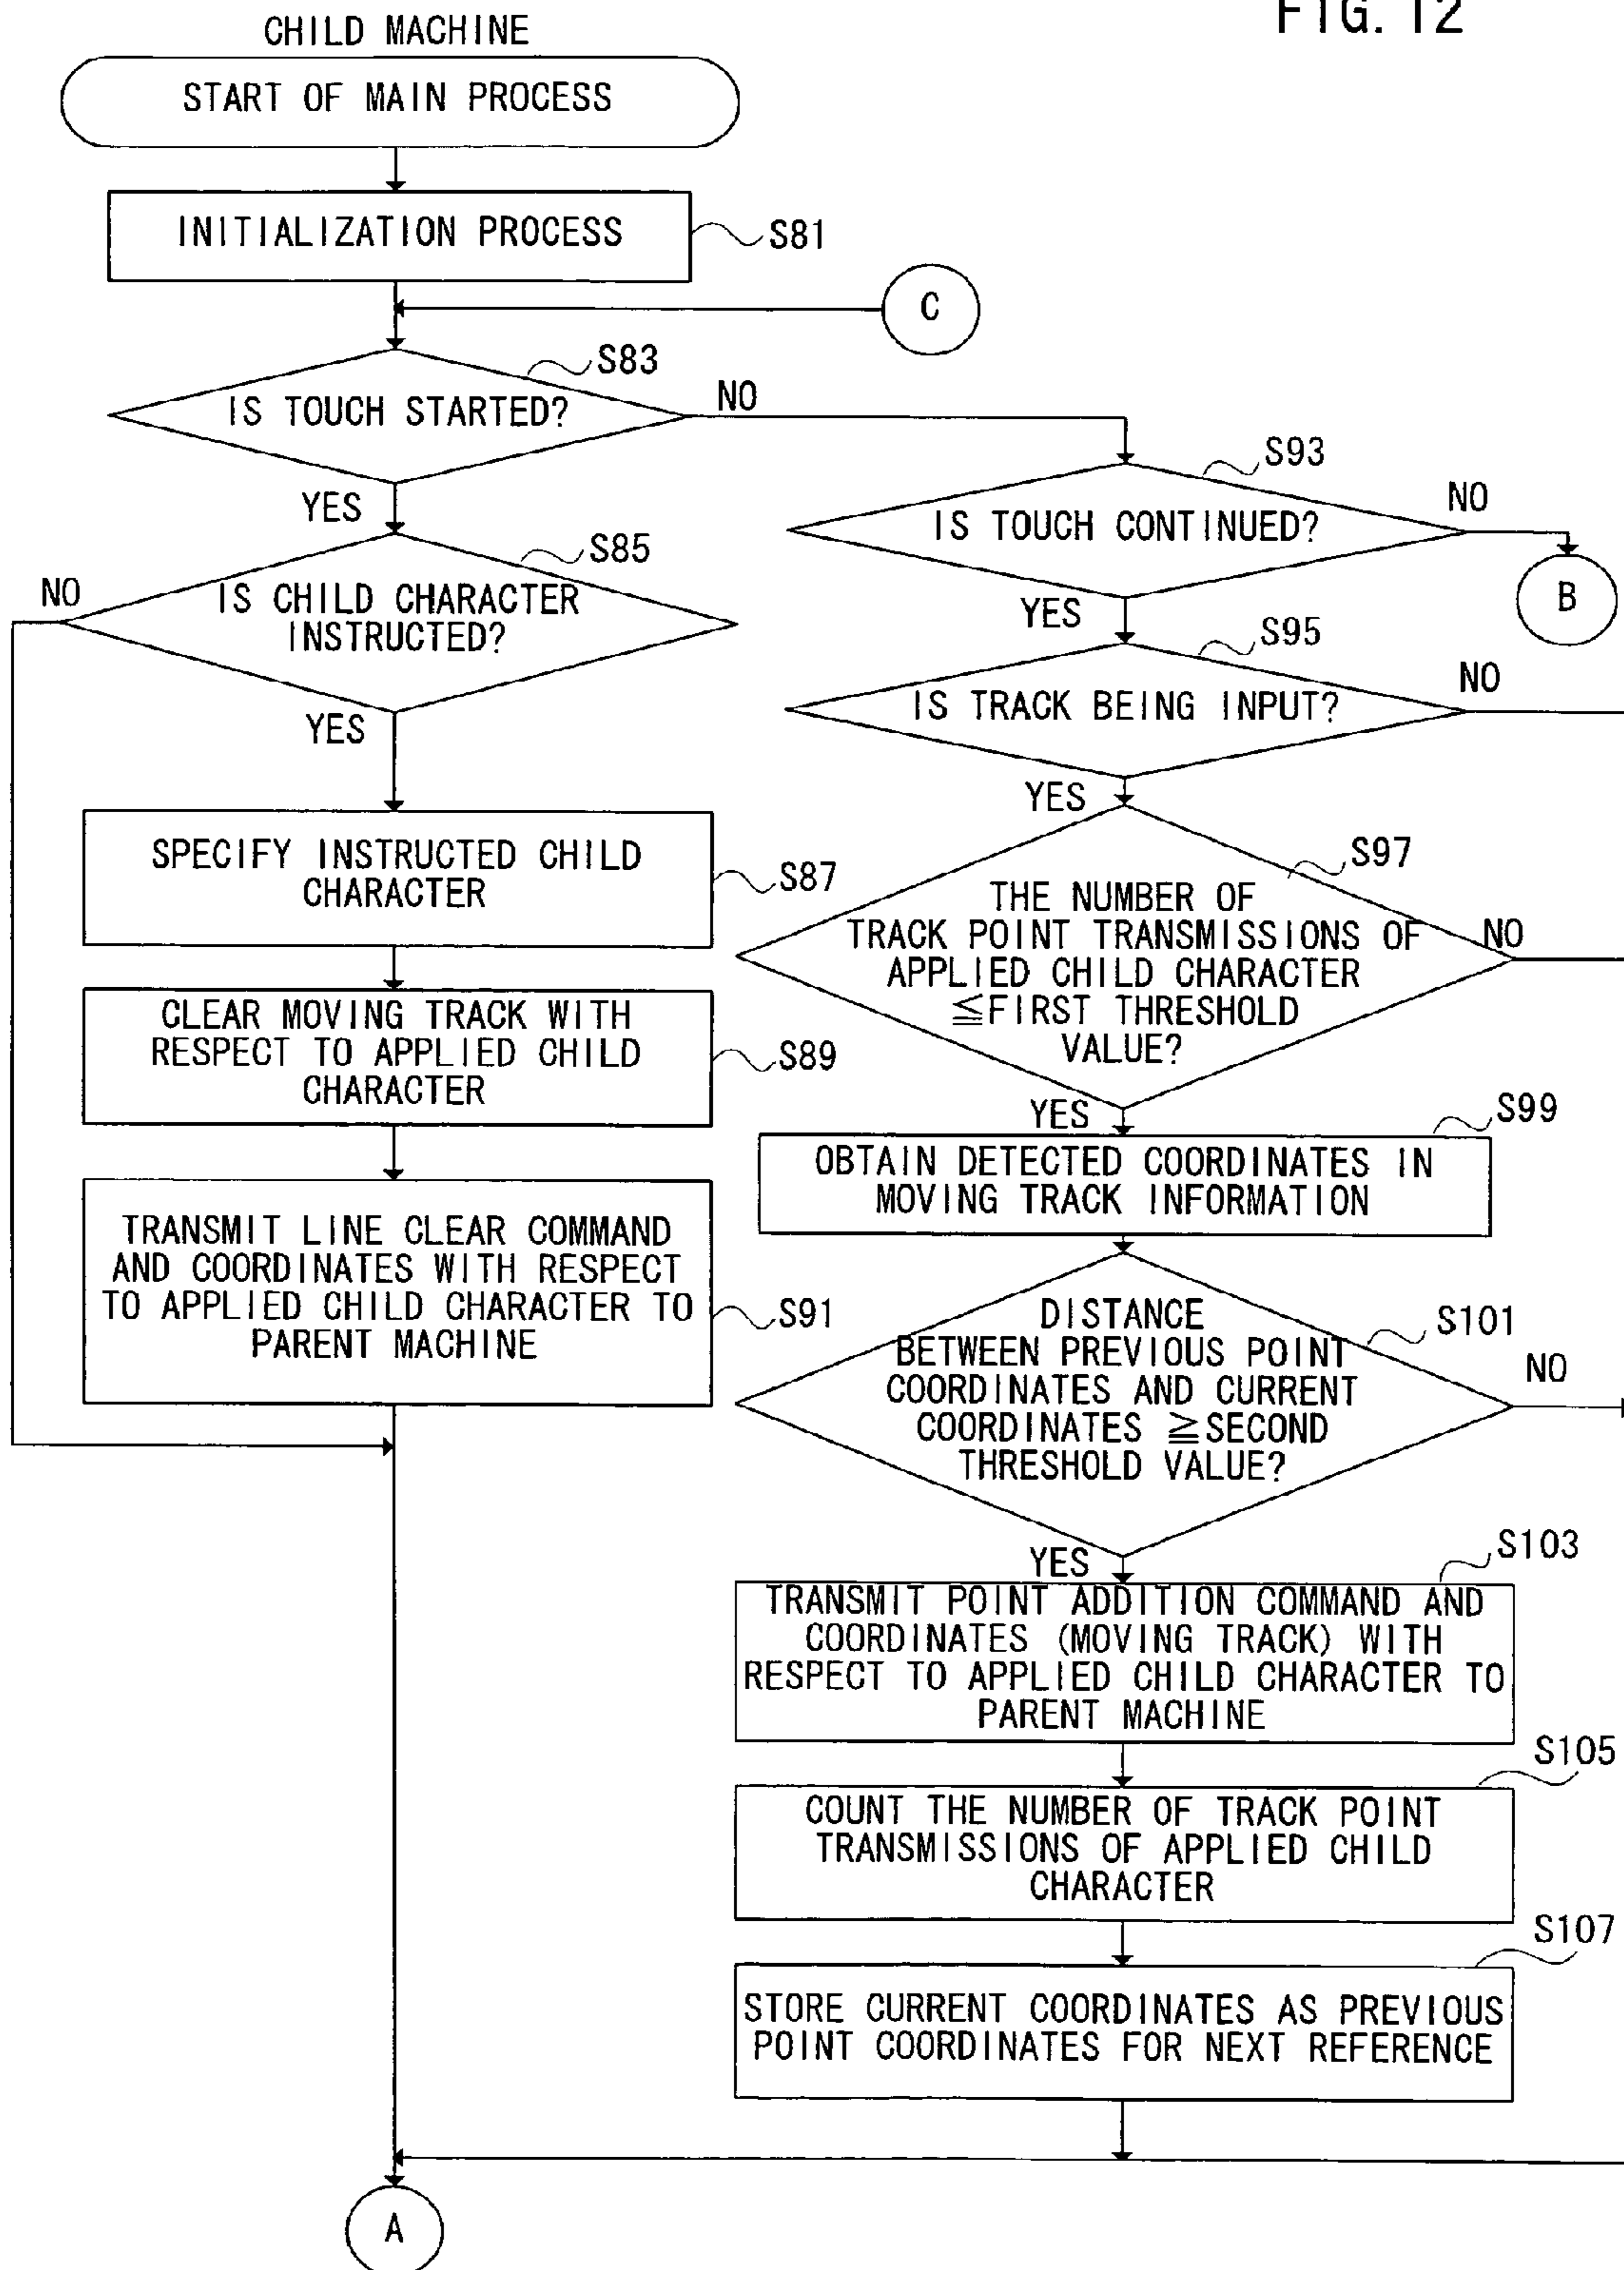 FIG. 12
CHILD MACHINE
START OF MAIN PROCESS
INITIALIZATION PROCESS
S81
C
S83
IS TOUCH STARTED?
NO
YES
S85
IS CHILD CHARACTER
INSTRUCTED?
NO
YES
SPECIFY INSTRUCTED CHILD
CHARACTER
S87
CLEAR MOVING TRACK WITH
RESPECT TO APPLIED CHILD
CHARACTER
S89
TRANSMIT LINE CLEAR COMMAND
AND COORDINATES WITH RESPECT
TO APPLIED CHILD CHARACTER TO
PARENT MACHINE
S91
S93
IS TOUCH CONTINUED?
NO
B
YES
S95
IS TRACK BEING INPUT?
NO
YES
S97
THE NUMBER OF
TRACK POINT TRANSMISSIONS OF
APPLIED CHILD CHARACTER
≦FIRST THRESHOLD
VALUE?
NO
YES
S99
OBTAIN DETECTED COORDINATES IN
MOVING TRACK INFORMATION
S101
DISTANCE
BETWEEN PREVIOUS POINT
COORDINATES AND CURRENT
COORDINATES ≧SECOND
THRESHOLD VALUE?
NO
YES
S103
TRANSMIT POINT ADDITION COMMAND AND
COORDINATES (MOVING TRACK) WITH
RESPECT TO APPLIED CHILD CHARACTER TO
PARENT MACHINE
S105
COUNT THE NUMBER OF TRACK POINT
TRANSMISSIONS OF APPLIED CHILD
CHARACTER
S107
STORE CURRENT COORDINATES AS PREVIOUS
POINT COORDINATES FOR NEXT REFERENCE
A